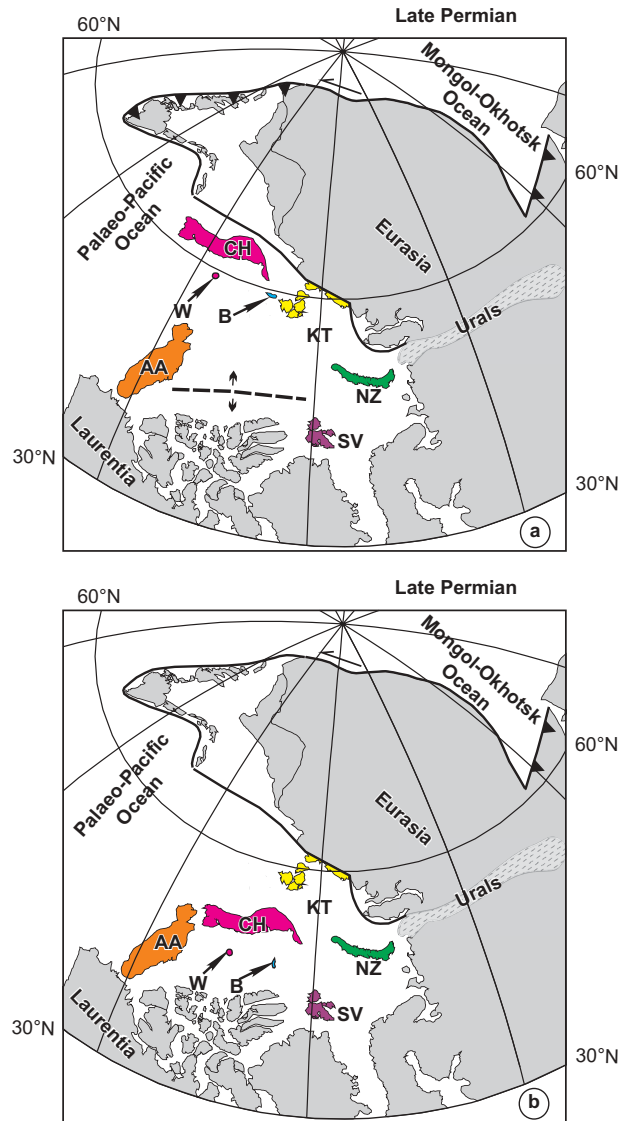 Late Permian
60°N
Mongol-Okhotsk
Ocean
60°N
Palaeo-Pacific
Ocean
Eurasia
CH
W
B
Urals
KT
AA
NZ
Laurentia
SV
30°N
30°N
a
Late Permian
60°N
Mongol-Okhotsk
Ocean
60°N
Palaeo-Pacific
Ocean
Eurasia
Urals
KT
CH
AA
NZ
W
B
SV
Laurentia
30°N
30°N
b